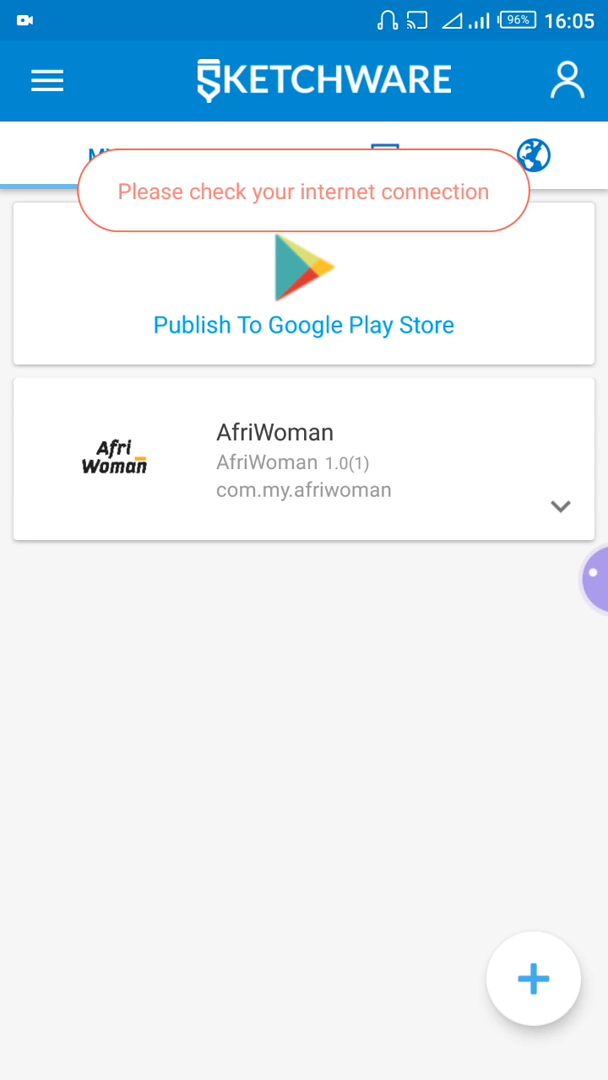 96%
16:05
SKETCHWARE
Please check your internet connection
Publish To Google Play Store
AfriWoman
Afri
Woman
AfriWoman 1.0(1)
com.my.afriwoman